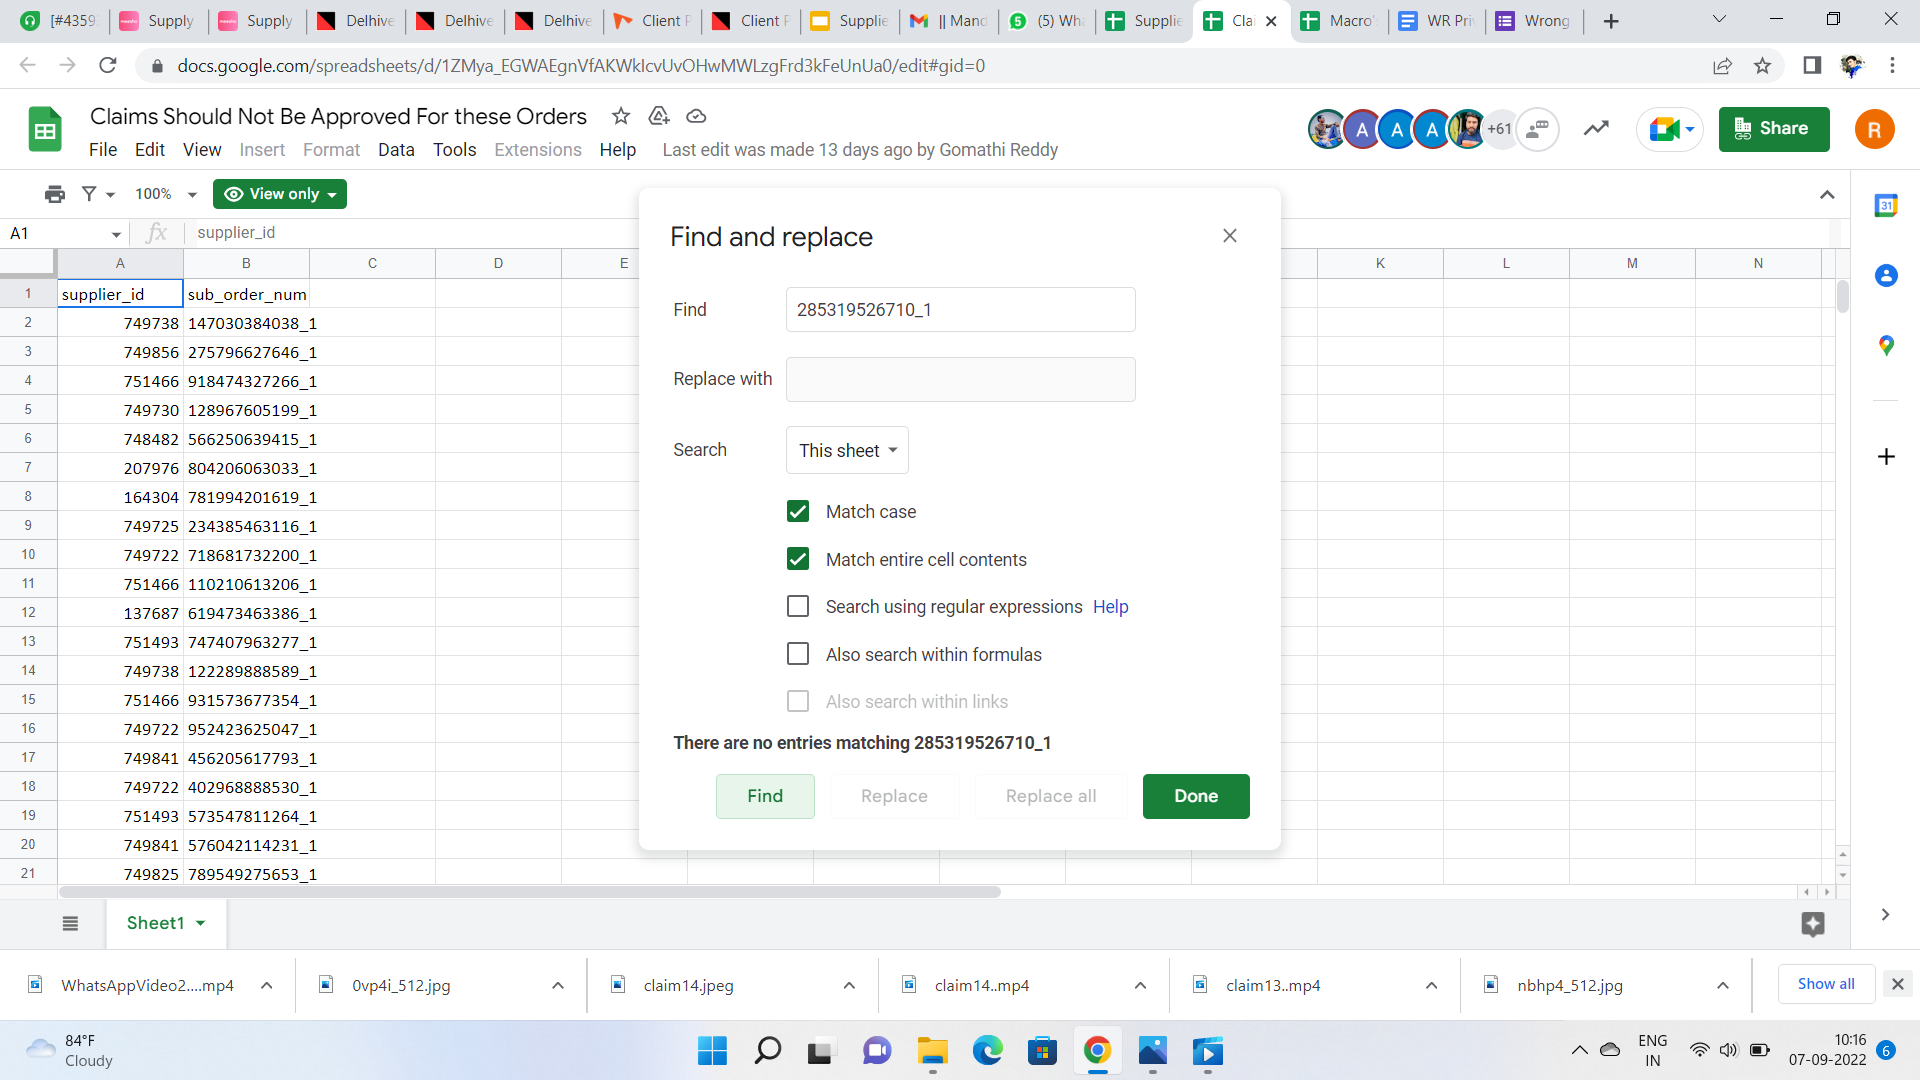 [#4359 Supply Supply Delhive Delhive Delhive Client P Client P Supplie || Mand (5) Wha Supplie Clai Macro's WR Priv Wrong
docs.google.com/spreadsheets/d/1ZMya_EGWAEgnVfAKWkIcvUvOHwMWLzgFrd3kFeUnUa0/edit#gid=0
Claims Should Not Be Approved For these Orders
A A A +61 Share R
File Edit View Insert Format Data Tools Extensions Help Last edit was made 13 days ago by Gomathi Reddy
100% View only
31
A1 fx supplier_id
A B C D E K L M N
1 supplier_id sub_order_num
2 749738 147030384038_1
3 749856 275796627646_1
4 751466 918474327266_1
5 749730 128967605199_1
6 748482 566250639415_1
7 207976 804206063033_1
8 164304 781994201619_1
9 749725 234385463116_1
10 749722 718681732200_1
11 751466 110210613206_1
12 137687 619473463386_1
13 751493 747407963277_1
14 749738 122289888589_1
15 751466 931573677354_1
16 749722 952423625047_1
17 749841 456205617793_1
18 749722 402968888530_1
19 751493 573547811264_1
20 749841 576042114231_1
21 749825 789549275653_1
Find and replace
Find 285319526710_1
Replace with
Search This sheet
Match case
Match entire cell contents
Search using regular expressions Help
Also search within formulas
Also search within links
There are no entries matching 285319526710_1
Find Replace Replace all Done
Sheet1
WhatsAppVideo2....mp4 0vp4i_512.jpg claim14.jpeg claim14..mp4 claim13..mp4 nbhp4_512.jpg Show all
84°F
Cloudy
ENG
IN
10:16
07-09-2022
6